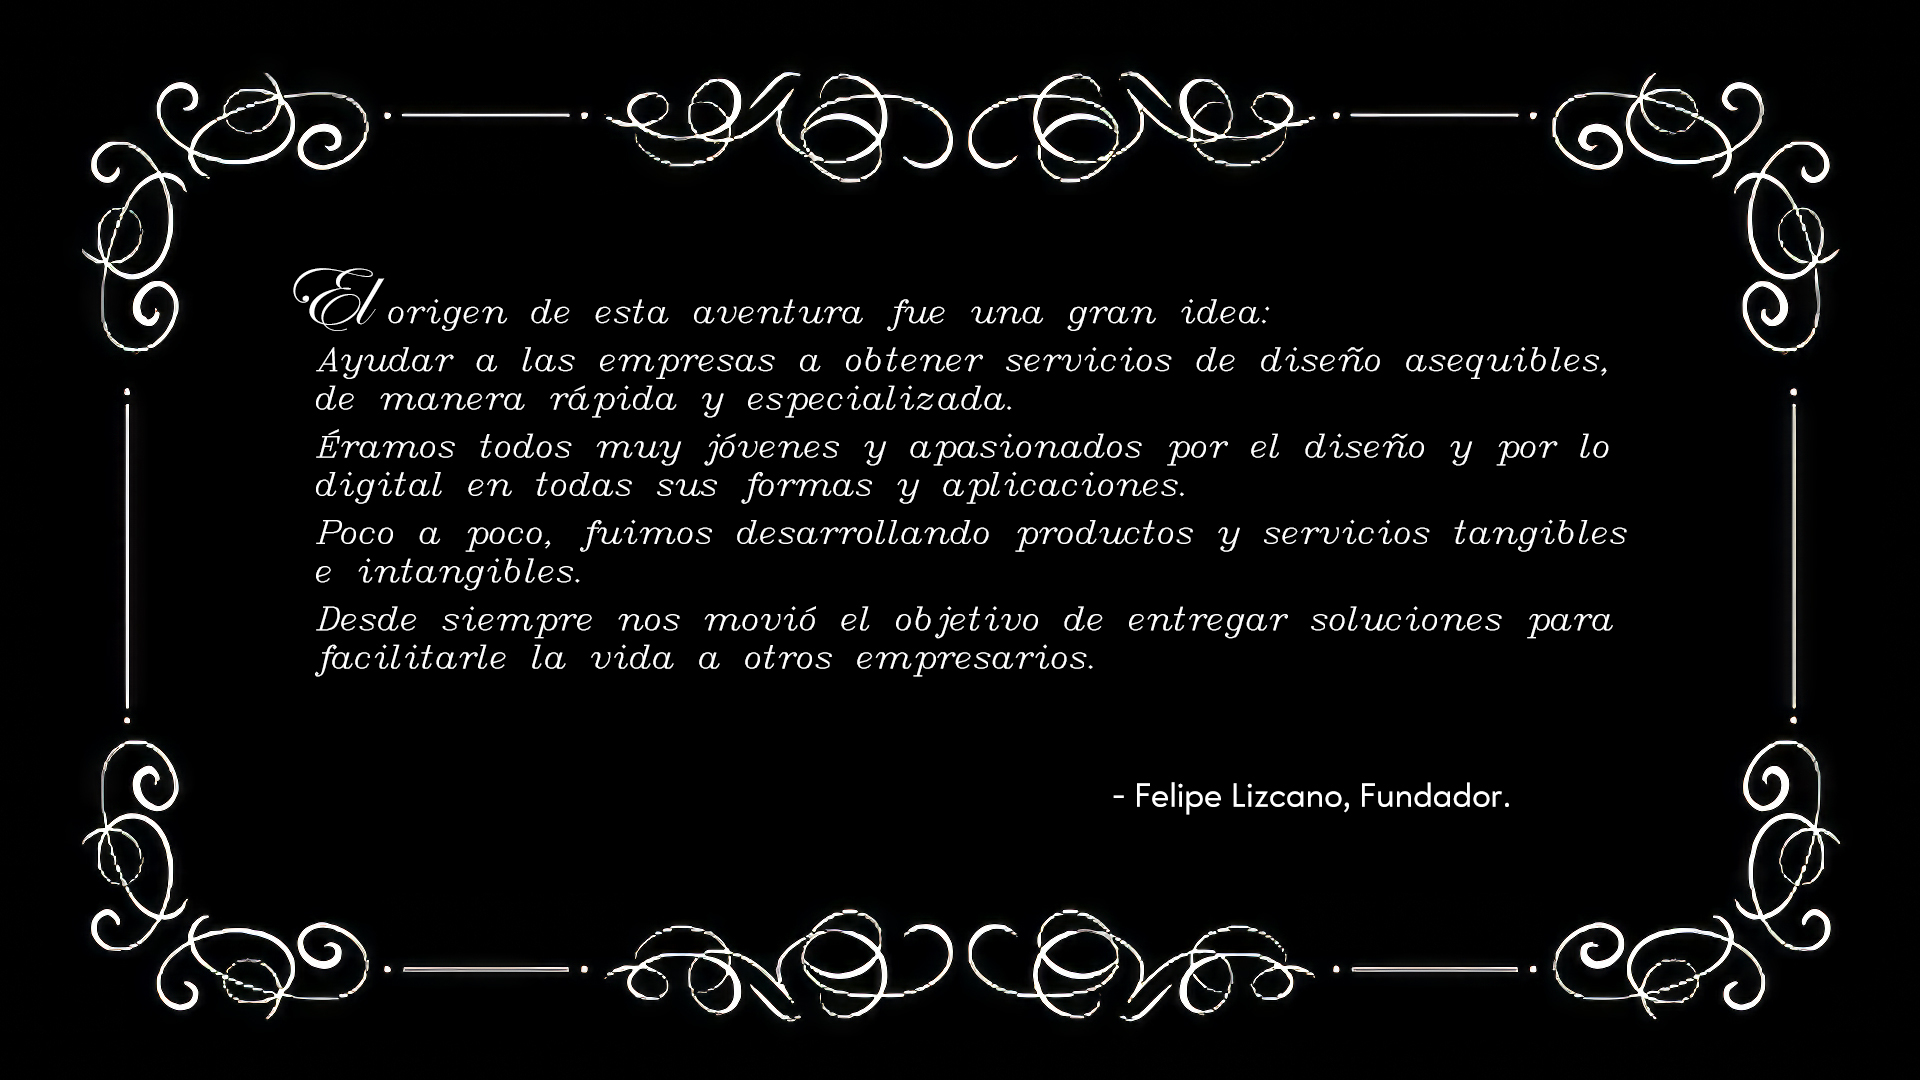 El origen de esta aventura fue una gran idea:
Ayudar a las empresas a obtener servicios de diseño asequibles,
de manera rápida y especializada.
Éramos todos muy jóvenes y apasionados por el diseño y por lo
digital en todas sus formas y aplicaciones.
Poco a poco, fuimos desarrollando productos y servicios tangibles
e intangibles.
Desde siempre nos movió el objetivo de entregar soluciones para
facilitarle la vida a otros empresarios.
- Felipe Lizcano, Fundador.